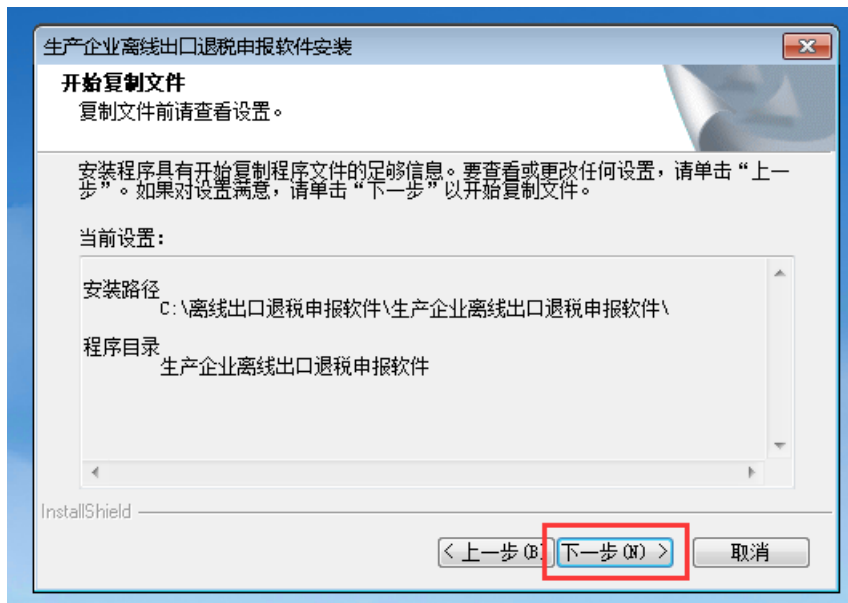 生产企业离线出口退税申报软件安装
开始复制文件
复制文件前请查看设置。
安装程序具有开始复制程序文件的足够信息。要查看或更改任何设置，请单击“上一
步”。如果对设置满意，请单击“下一步”以开始复制文件。
当前设置：
安装路径
C:\离线出口退税申报软件\生产企业离线出口退税申报软件\
程序目录
生产企业离线出口退税申报软件
InstallShield
< 上一步(B) 下一步(N) > 取消